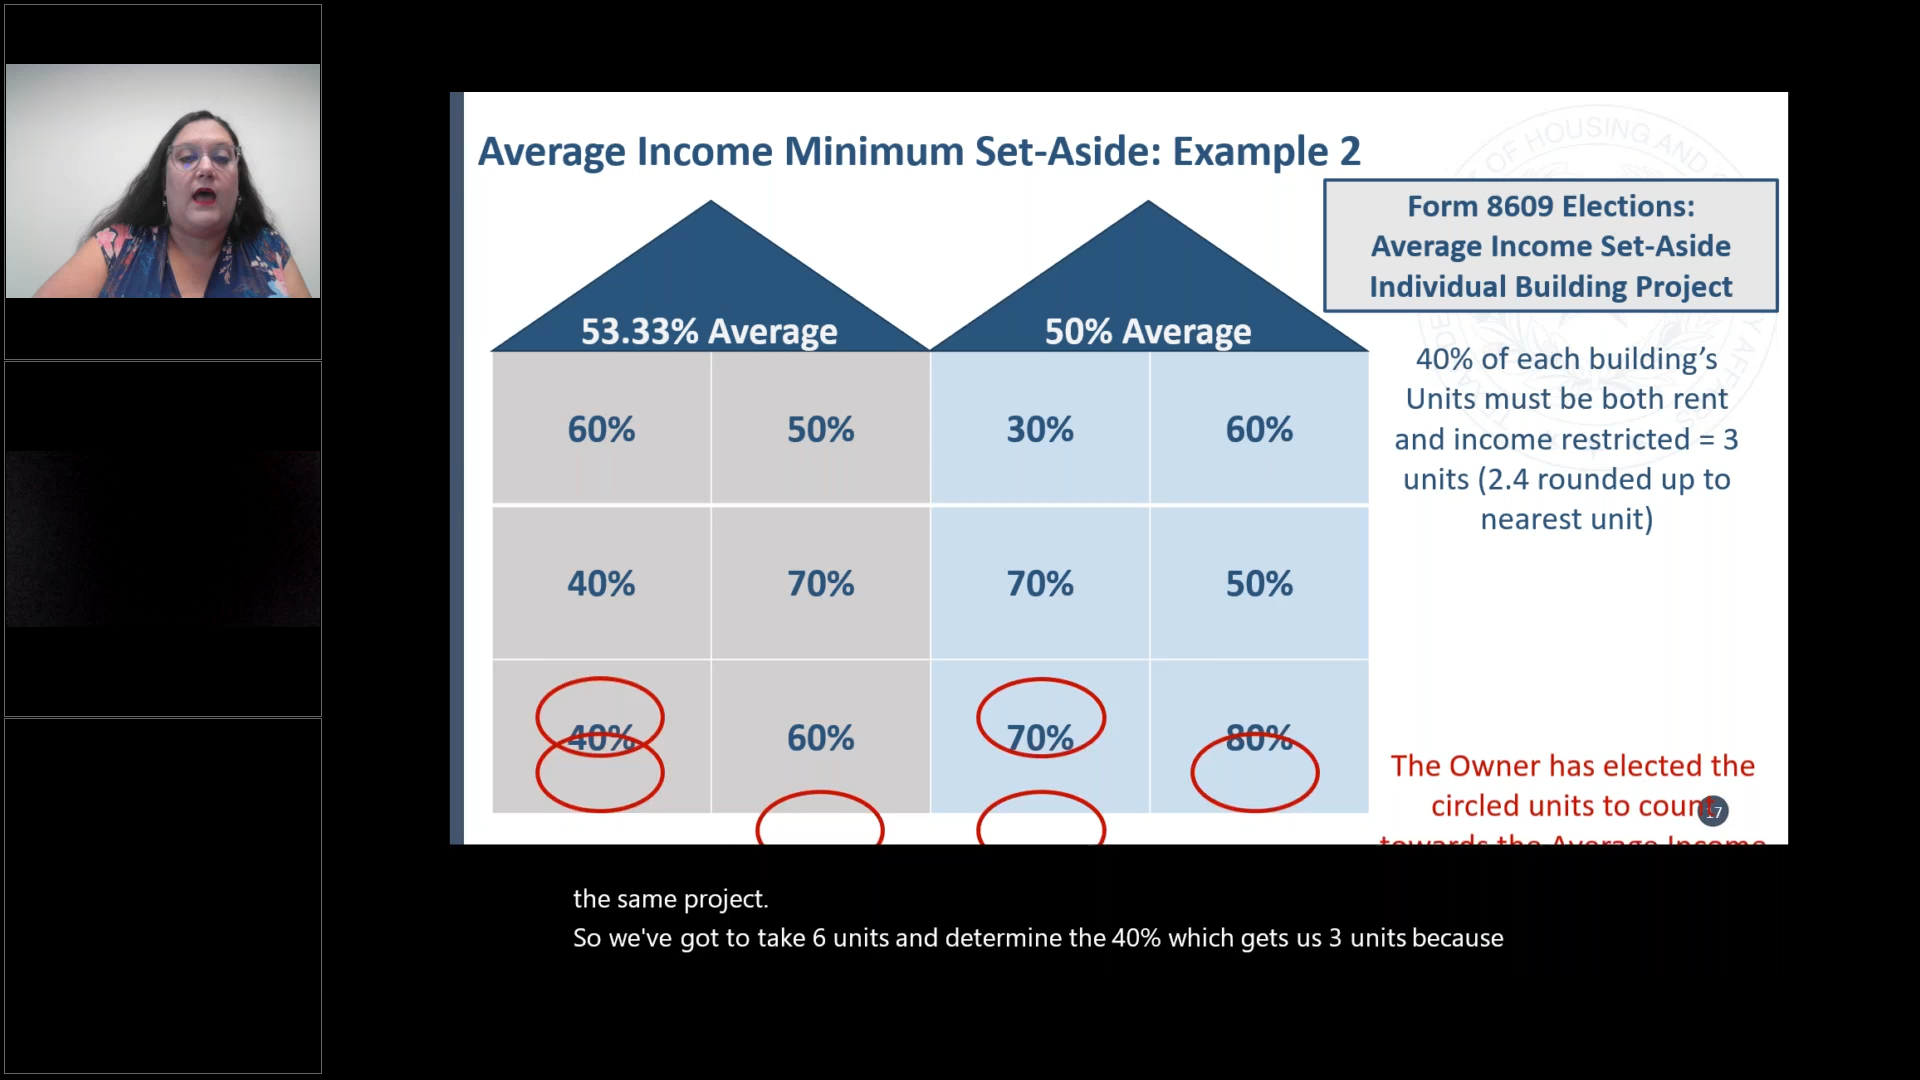 Average Income Minimum Set-Aside: Example 2
Form 8609 Elections:
Average Income Set-Aside
Individual Building Project
53.33% Average
50% Average
60% 50% 30% 60%
40% 70% 70% 50%
40% 60% 70% 80%
40% of each building’s
Units must be both rent
and income restricted = 3
units (2.4 rounded up to
nearest unit)
The Owner has elected the
circled units to count
towards the Average Income
17
the same project.
So we've got to take 6 units and determine the 40% which gets us 3 units because